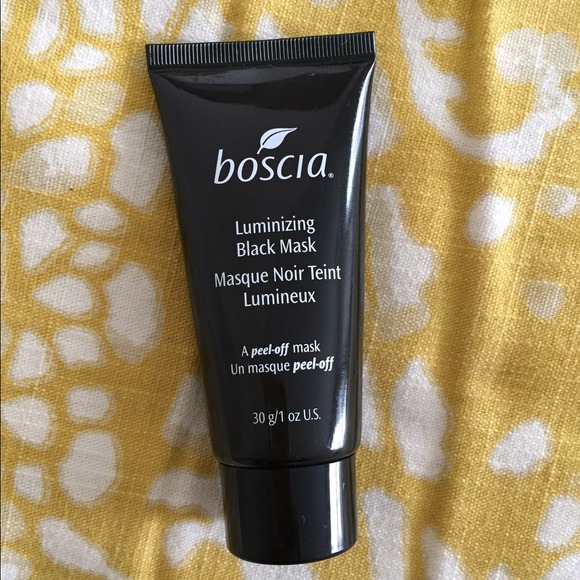 boscia®
Luminizing
Black Mask
Masque Noir Teint
Lumineux
A peel-off mask
Un masque peel-off
30 g/1 oz U.S.